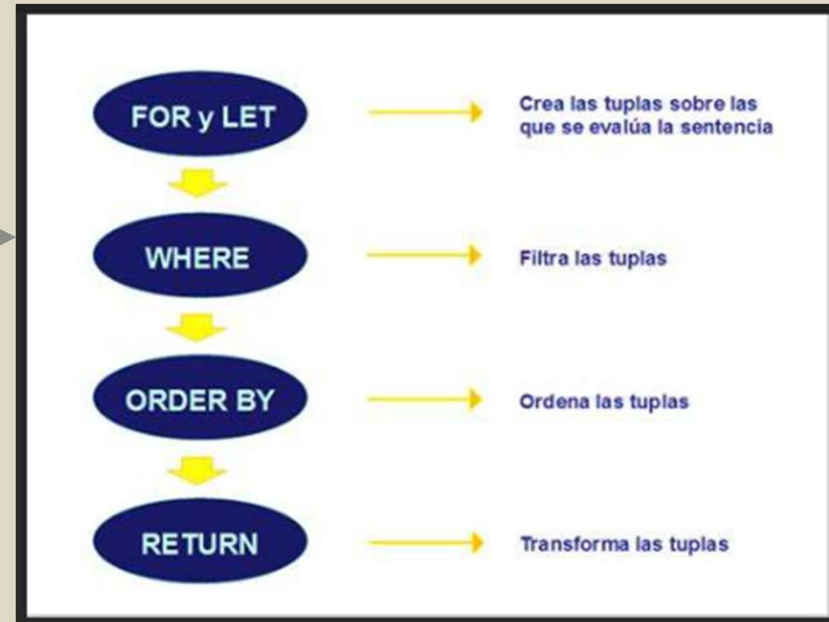 FOR y LET
Crea las tuplas sobre las
que se evalúa la sentencia
WHERE
Filtra las tuplas
ORDER BY
Ordena las tuplas
RETURN
Transforma las tuplas